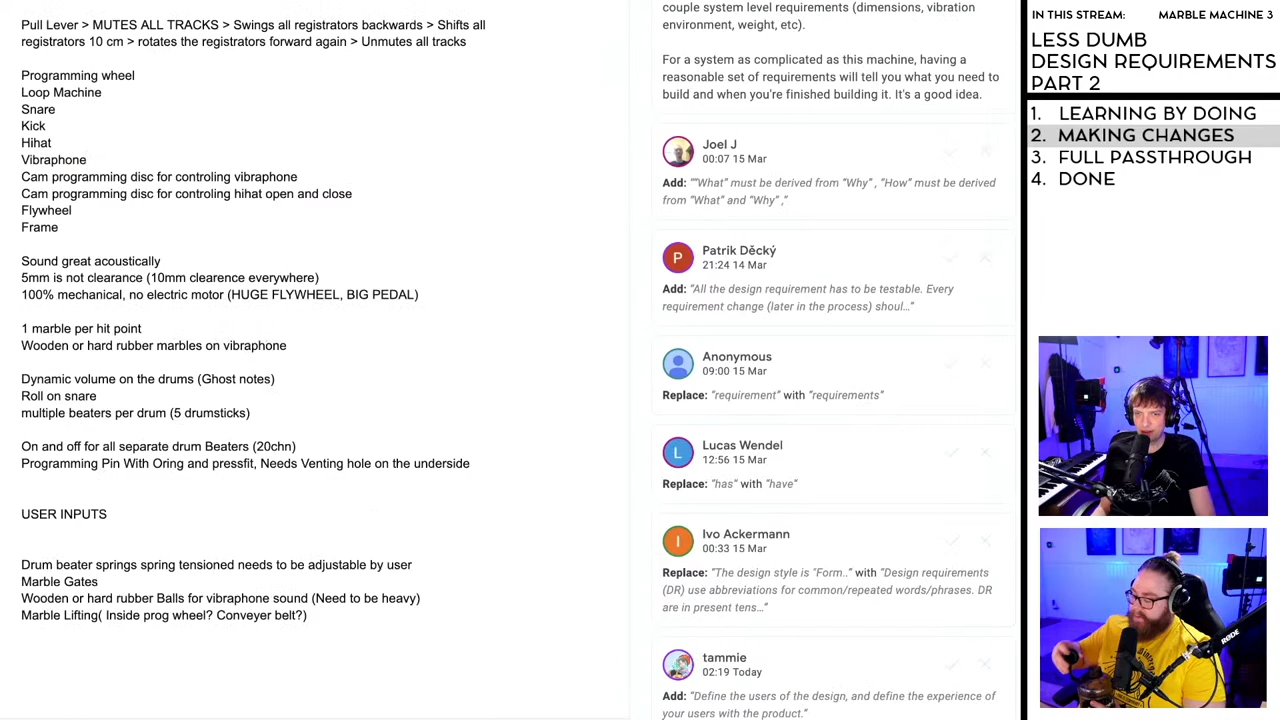 Pull Lever > MUTES ALL TRACKS > Swings all registrators backwards > Shifts all
registrators 10 cm > rotates the registrators forward again > Unmutes all tracks
Programming wheel
Loop Machine
Snare
Kick
Hihat
Vibraphone
Cam programming disc for controling vibraphone
Cam programming disc for controling hihat open and close
Flywheel
Frame
Sound great acoustically
5mm is not clearance (10mm clearence everywhere)
100% mechanical, no electric motor (HUGE FLYWHEEL, BIG PEDAL)
1 marble per hit point
Wooden or hard rubber marbles on vibraphone
Dynamic volume on the drums (Ghost notes)
Roll on snare
multiple beaters per drum (5 drumsticks)
On and off for all separate drum Beaters (20chn)
Programming Pin With Oring and pressfit, Needs Venting hole on the underside
USER INPUTS
Drum beater springs spring tensioned needs to be adjustable by user
Marble Gates
Wooden or hard rubber Balls for vibraphone sound (Need to be heavy)
Marble Lifting( Inside prog wheel? Conveyer belt?)
couple system level requirements (dimensions, vibration
environment, weight, etc).
For a system as complicated as this machine, having a
reasonable set of requirements will tell you what you need to
build and when you're finished building it. It's a good idea.
Joel J
00:07 15 Mar
Add: "“What” must be derived from “Why” , “How” must be derived
from “What” and “Why” ,"
P
Patrik Děcký
21:24 14 Mar
Add: "All the design requirement has to be testable. Every
requirement change (later in the process) shoul..."
Anonymous
09:00 15 Mar
Replace: "requirement" with "requirements"
L
Lucas Wendel
12:56 15 Mar
Replace: "has" with "have"
I
Ivo Ackermann
00:33 15 Mar
Replace: "The design style is "Form.." with "Design requirements
(DR) use abbreviations for common/repeated words/phrases. DR
are in present tens..."
tammie
02:19 Today
Add: "Define the users of the design, and define the experience of
your users with the product."
IN THIS STREAM: MARBLE MACHINE 3
LESS DUMB
DESIGN REQUIREMENTS
PART 2
1. LEARNING BY DOING
2. MAKING CHANGES
3. FULL PASSTHROUGH
4. DONE
RØDE